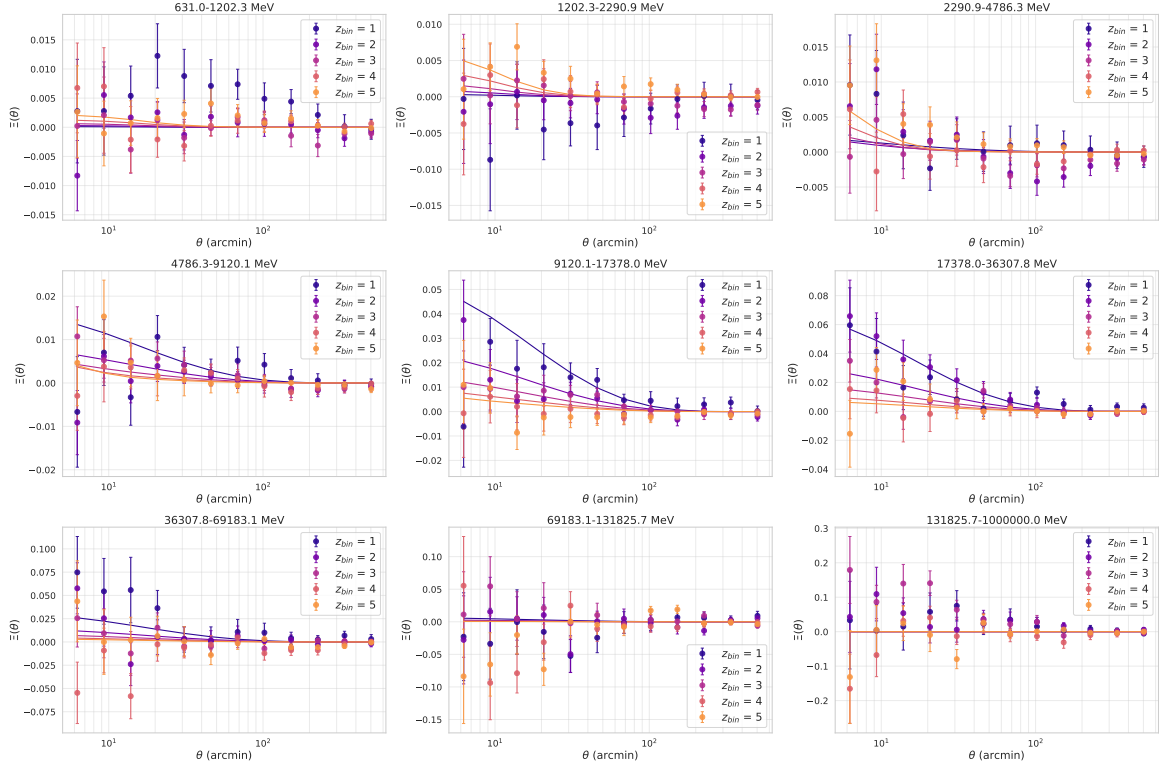 631.0-1202.3 MeV
0.015
0.010
0.005
0.000
−0.005
−0.010
−0.015
Ξ(θ)
z_bin = 1
z_bin = 2
z_bin = 3
z_bin = 4
z_bin = 5
10^1
10^2
θ (arcmin)
1202.3-2290.9 MeV
0.010
0.005
0.000
−0.005
−0.010
−0.015
Ξ(θ)
z_bin = 1
z_bin = 2
z_bin = 3
z_bin = 4
z_bin = 5
10^1
10^2
θ (arcmin)
2290.9-4786.3 MeV
0.015
0.010
0.005
0.000
−0.005
Ξ(θ)
z_bin = 1
z_bin = 2
z_bin = 3
z_bin = 4
z_bin = 5
10^1
10^2
θ (arcmin)
4786.3-9120.1 MeV
0.02
0.01
0.00
−0.01
−0.02
Ξ(θ)
z_bin = 1
z_bin = 2
z_bin = 3
z_bin = 4
z_bin = 5
10^1
10^2
θ (arcmin)
9120.1-17378.0 MeV
0.05
0.04
0.03
0.02
0.01
0.00
−0.01
−0.02
Ξ(θ)
z_bin = 1
z_bin = 2
z_bin = 3
z_bin = 4
z_bin = 5
10^1
10^2
θ (arcmin)
17378.0-36307.8 MeV
0.08
0.06
0.04
0.02
0.00
−0.02
−0.04
Ξ(θ)
z_bin = 1
z_bin = 2
z_bin = 3
z_bin = 4
z_bin = 5
10^1
10^2
θ (arcmin)
36307.8-69183.1 MeV
0.100
0.075
0.050
0.025
0.000
−0.025
−0.050
−0.075
Ξ(θ)
z_bin = 1
z_bin = 2
z_bin = 3
z_bin = 4
z_bin = 5
10^1
10^2
θ (arcmin)
69183.1-131825.7 MeV
0.10
0.05
0.00
−0.05
−0.10
−0.15
Ξ(θ)
z_bin = 1
z_bin = 2
z_bin = 3
z_bin = 4
z_bin = 5
10^1
10^2
θ (arcmin)
131825.7-1000000.0 MeV
0.3
0.2
0.1
0.0
−0.1
−0.2
Ξ(θ)
z_bin = 1
z_bin = 2
z_bin = 3
z_bin = 4
z_bin = 5
10^1
10^2
θ (arcmin)